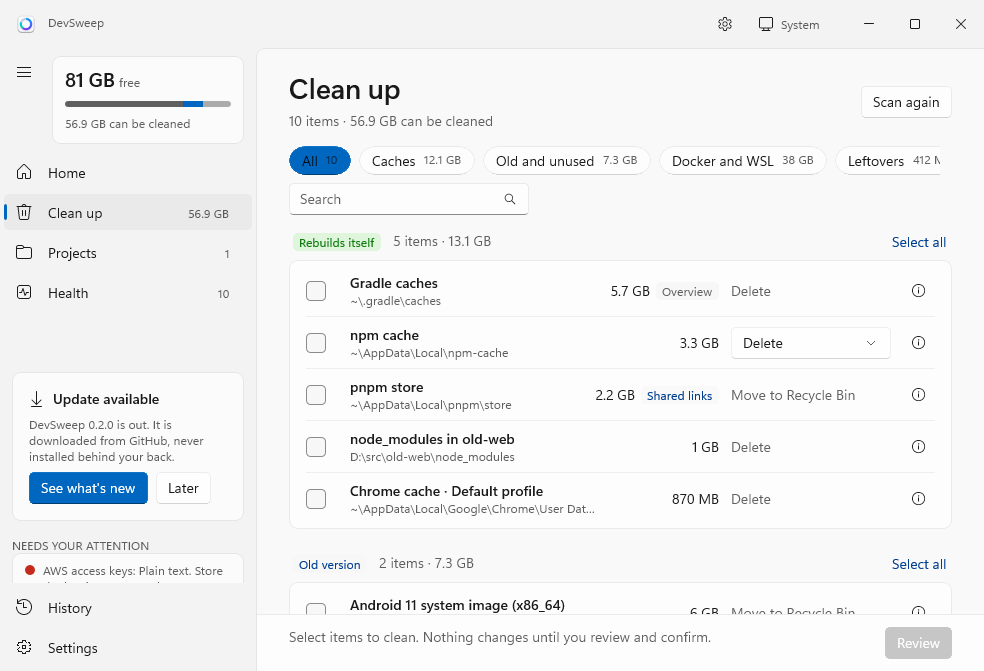 DevSweep
System
81 GB free
56.9 GB can be cleaned
Home
Clean up 56.9 GB
Projects 1
Health 10
Update available
DevSweep 0.2.0 is out. It is
downloaded from GitHub, never
installed behind your back.
See what's new
Later
NEEDS YOUR ATTENTION
AWS access keys: Plain text. Store
History
Settings
Clean up
10 items · 56.9 GB can be cleaned
Scan again
All 10
Caches 12.1 GB
Old and unused 7.3 GB
Docker and WSL 38 GB
Leftovers 412
Search
Rebuilds itself 5 items · 13.1 GB Select all
Gradle caches
~\.gradle\caches
5.7 GB Overview Delete
npm cache
~\AppData\Local\npm-cache
3.3 GB Delete
pnpm store
~\AppData\Local\pnpm\store
2.2 GB Shared links Move to Recycle Bin
node_modules in old-web
D:\src\old-web\node_modules
1 GB Delete
Chrome cache · Default profile
~\AppData\Local\Google\Chrome\User Dat...
870 MB Delete
Old version 2 items · 7.3 GB Select all
Android 11 system image (x86_64)
6 GB Move to Recycle Bin
Select items to clean. Nothing changes until you review and confirm.
Review